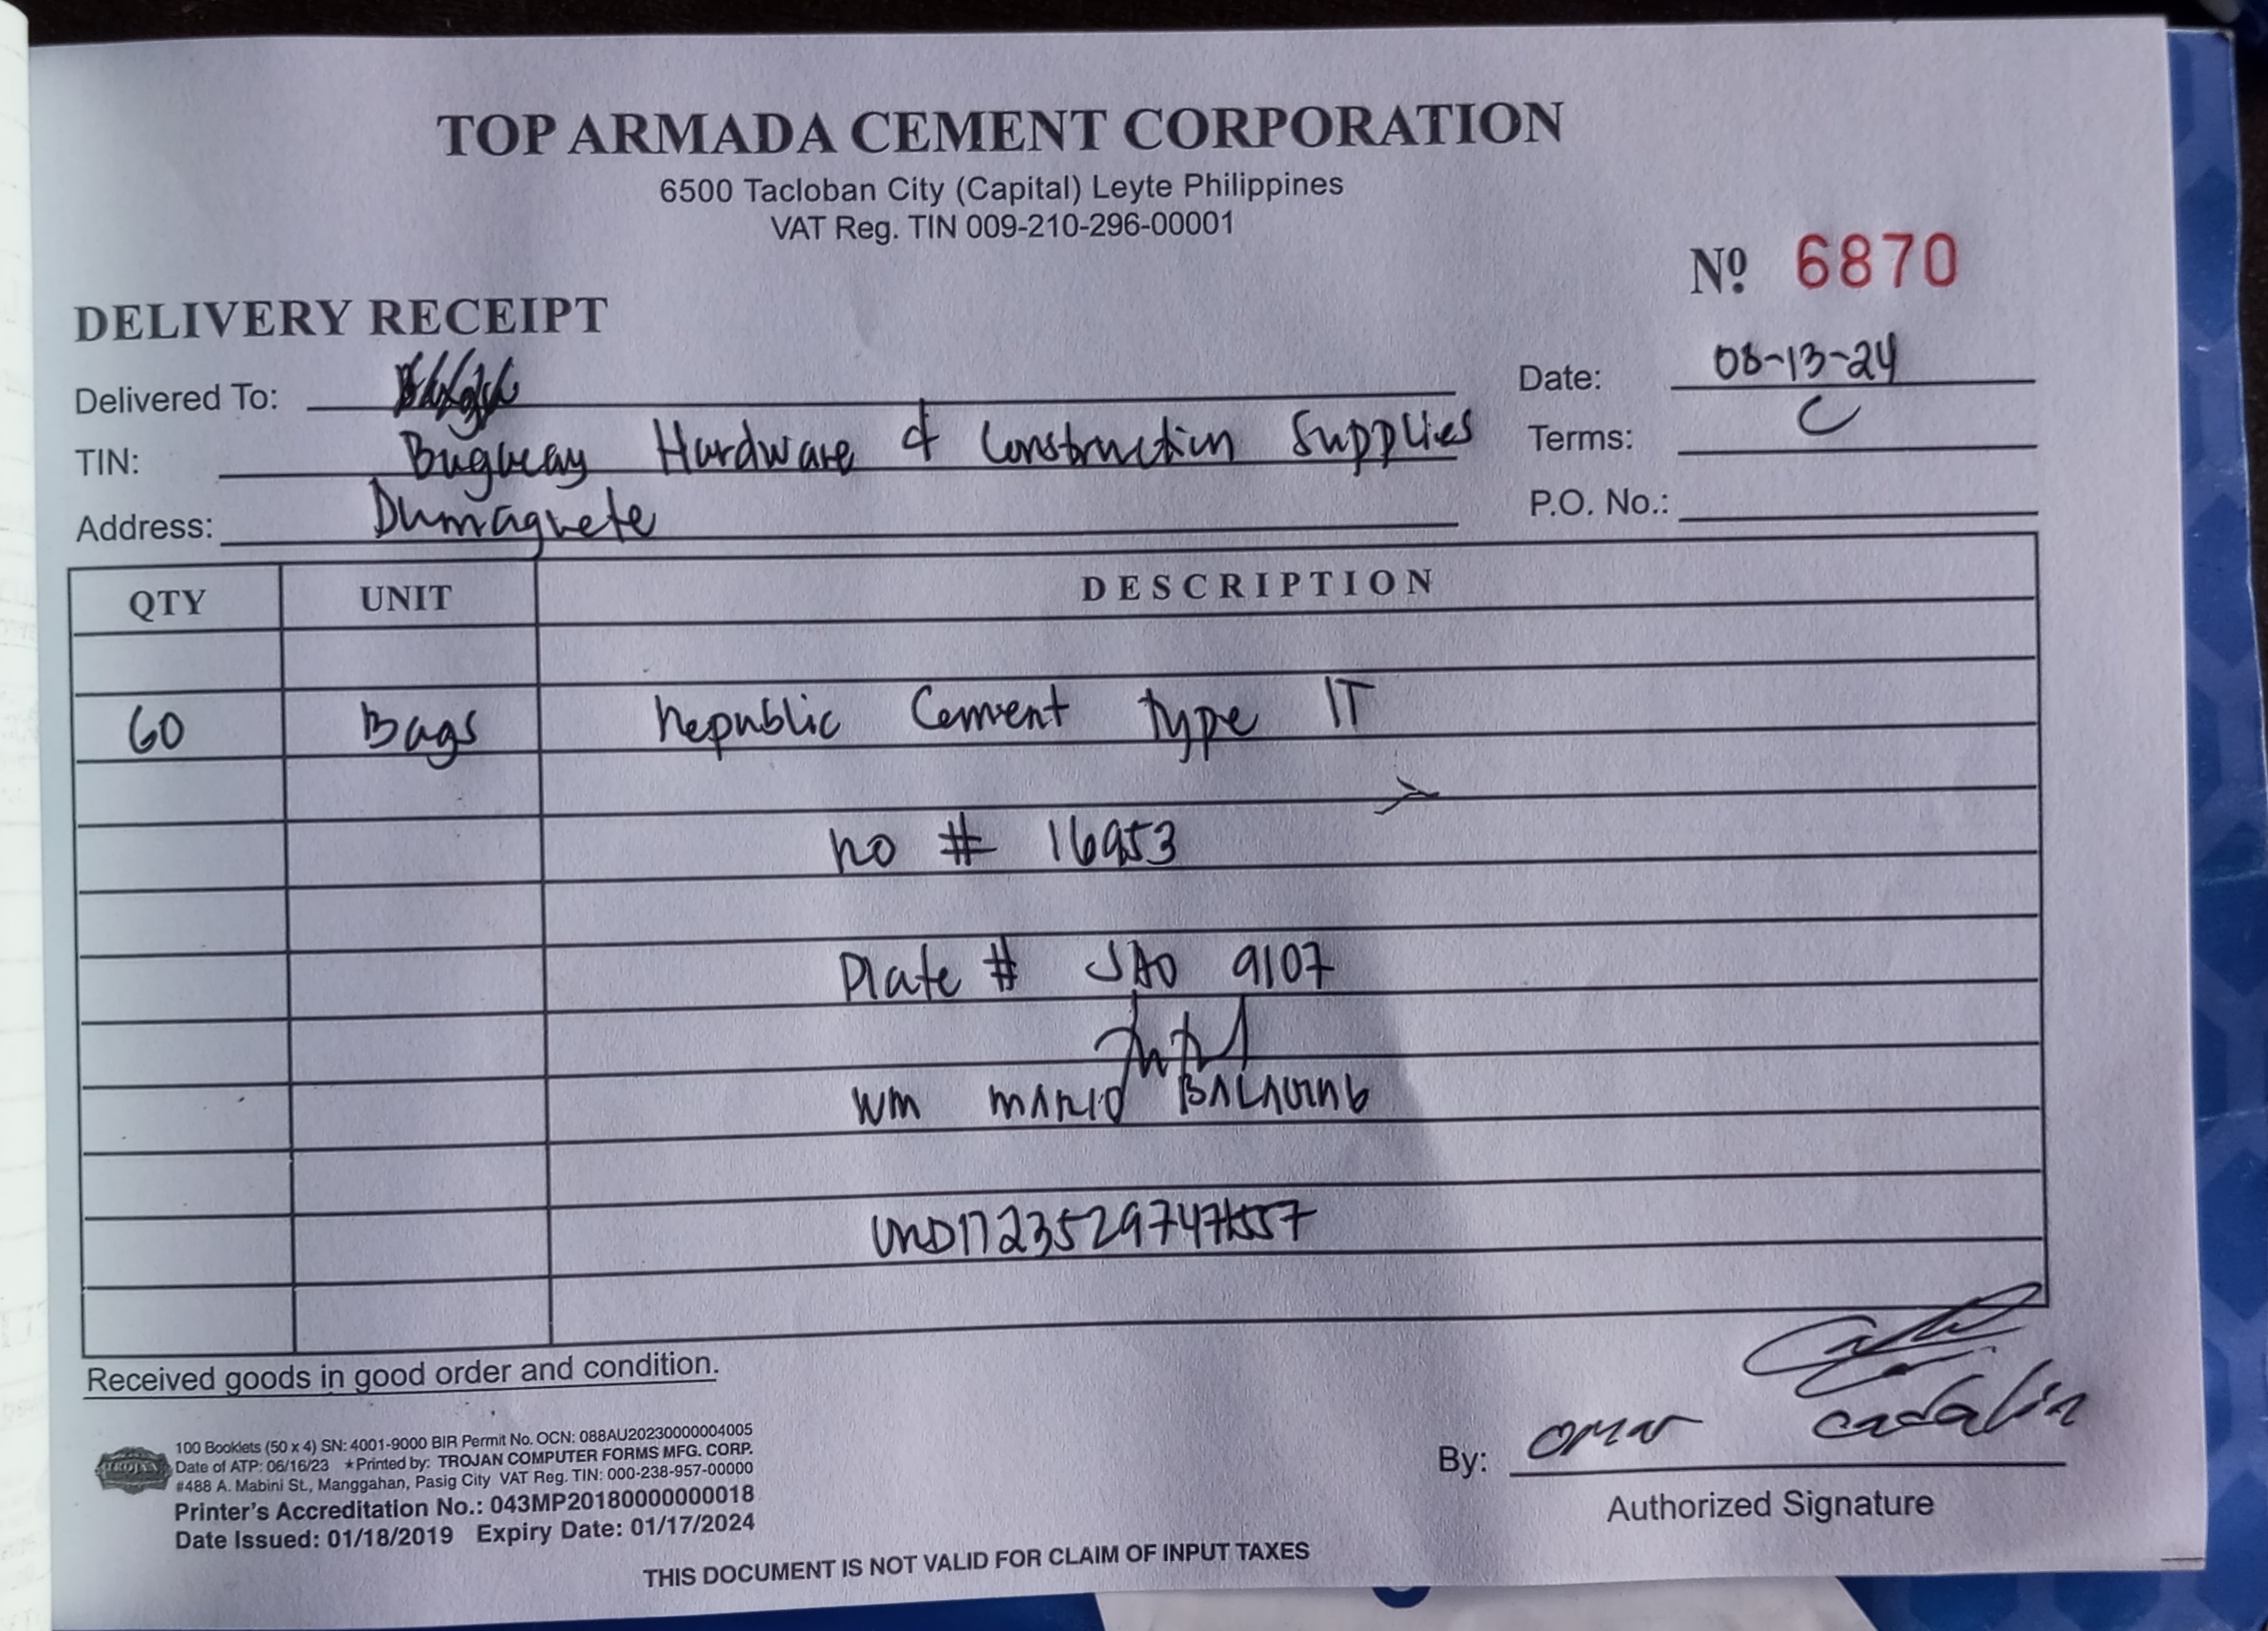 TOP ARMADA CEMENT CORPORATION
6500 Tacloban City (Capital) Leyte Philippines
VAT Reg. TIN 009-210-296-00001
Nº 6870
DELIVERY RECEIPT
Delivered To:
Date: 08-13-24
TIN: Bugway Hardware & Construction Supplies
Terms: C
Address: Dumaguete
P.O. No.:
QTY UNIT DESCRIPTION
60 Bags Republic Cement Type 1T
no # 16953
Plate # JAO 9107
WM MARIO
Received goods in good order and condition.
100 Booklets (50 x 4) SN: 4001-9000 BIR Permit No. OCN: 088AU20230000004005
Date of ATP: 06/16/23 ★Printed by: TROJAN COMPUTER FORMS MFG. CORP.
#488 A. Mabini St., Manggahan, Pasig City VAT Reg. TIN: 000-238-957-00000
Printer's Accreditation No.: 043MP20180000000018
Date Issued: 01/18/2019 Expiry Date: 01/17/2024
TROJAN
By: Omar Cadalin
Authorized Signature
THIS DOCUMENT IS NOT VALID FOR CLAIM OF INPUT TAXES